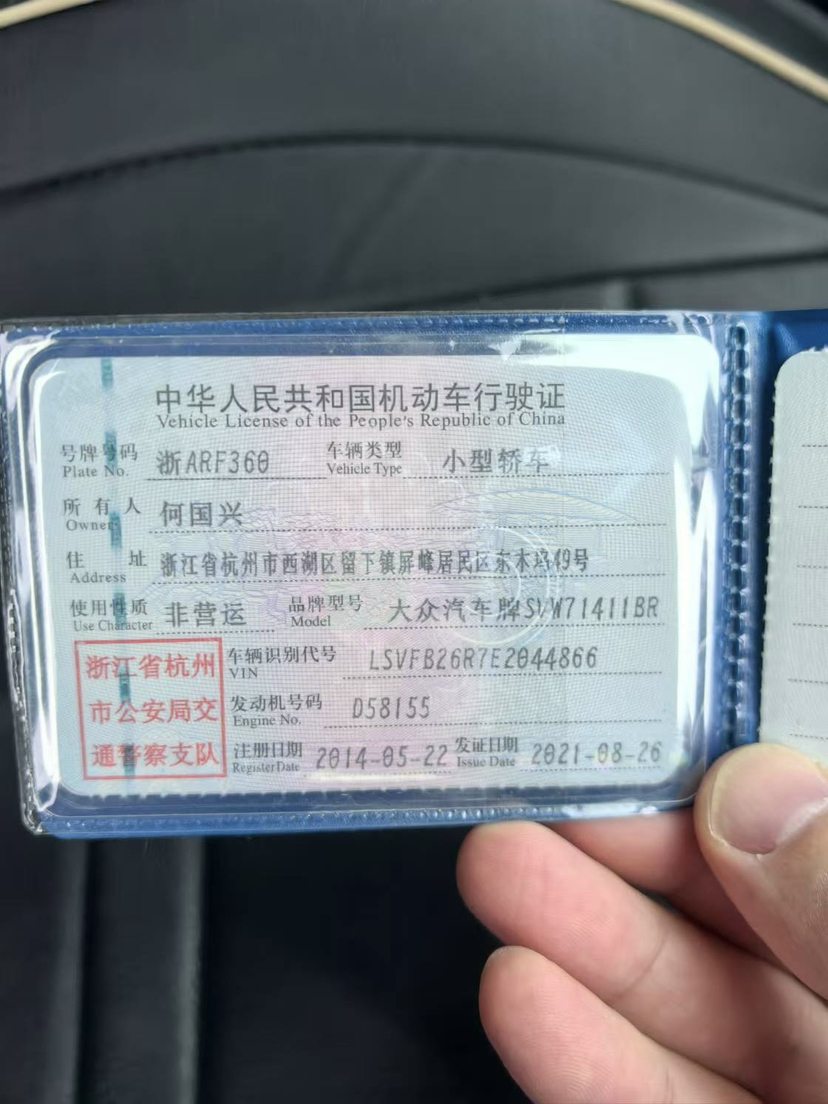 中华人民共和国机动车行驶证
Vehicle License of the People's Republic of China
号牌号码 浙ARF360 车辆类型 小型轿车
Plate No. Vehicle Type
所有人 何国兴
Owner
住址 浙江省杭州市西湖区留下镇屏峰居民区东木坞49号
Address
使用性质 非营运 品牌型号 大众汽车牌SVW71411BR
Use Character Model
浙江省杭州
市公安局交
通警察支队
车辆识别代号 LSVFB26R7E2044866
VIN
发动机号码 D58155
Engine No.
注册日期 2014-05-22 发证日期 2021-08-26
Register Date Issue Date